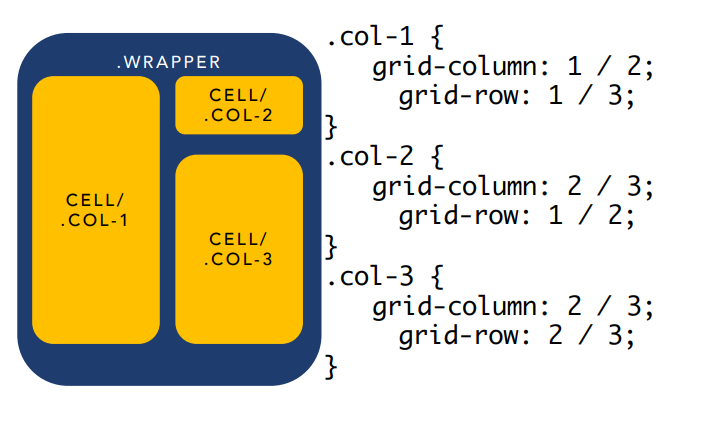 .WRAPPER
CELL/
.COL-1
CELL/
.COL-2
CELL/
.COL-3
.col-1 {
grid-column: 1 / 2;
grid-row: 1 / 3;
}
.col-2 {
grid-column: 2 / 3;
grid-row: 1 / 2;
}
.col-3 {
grid-column: 2 / 3;
grid-row: 2 / 3;
}